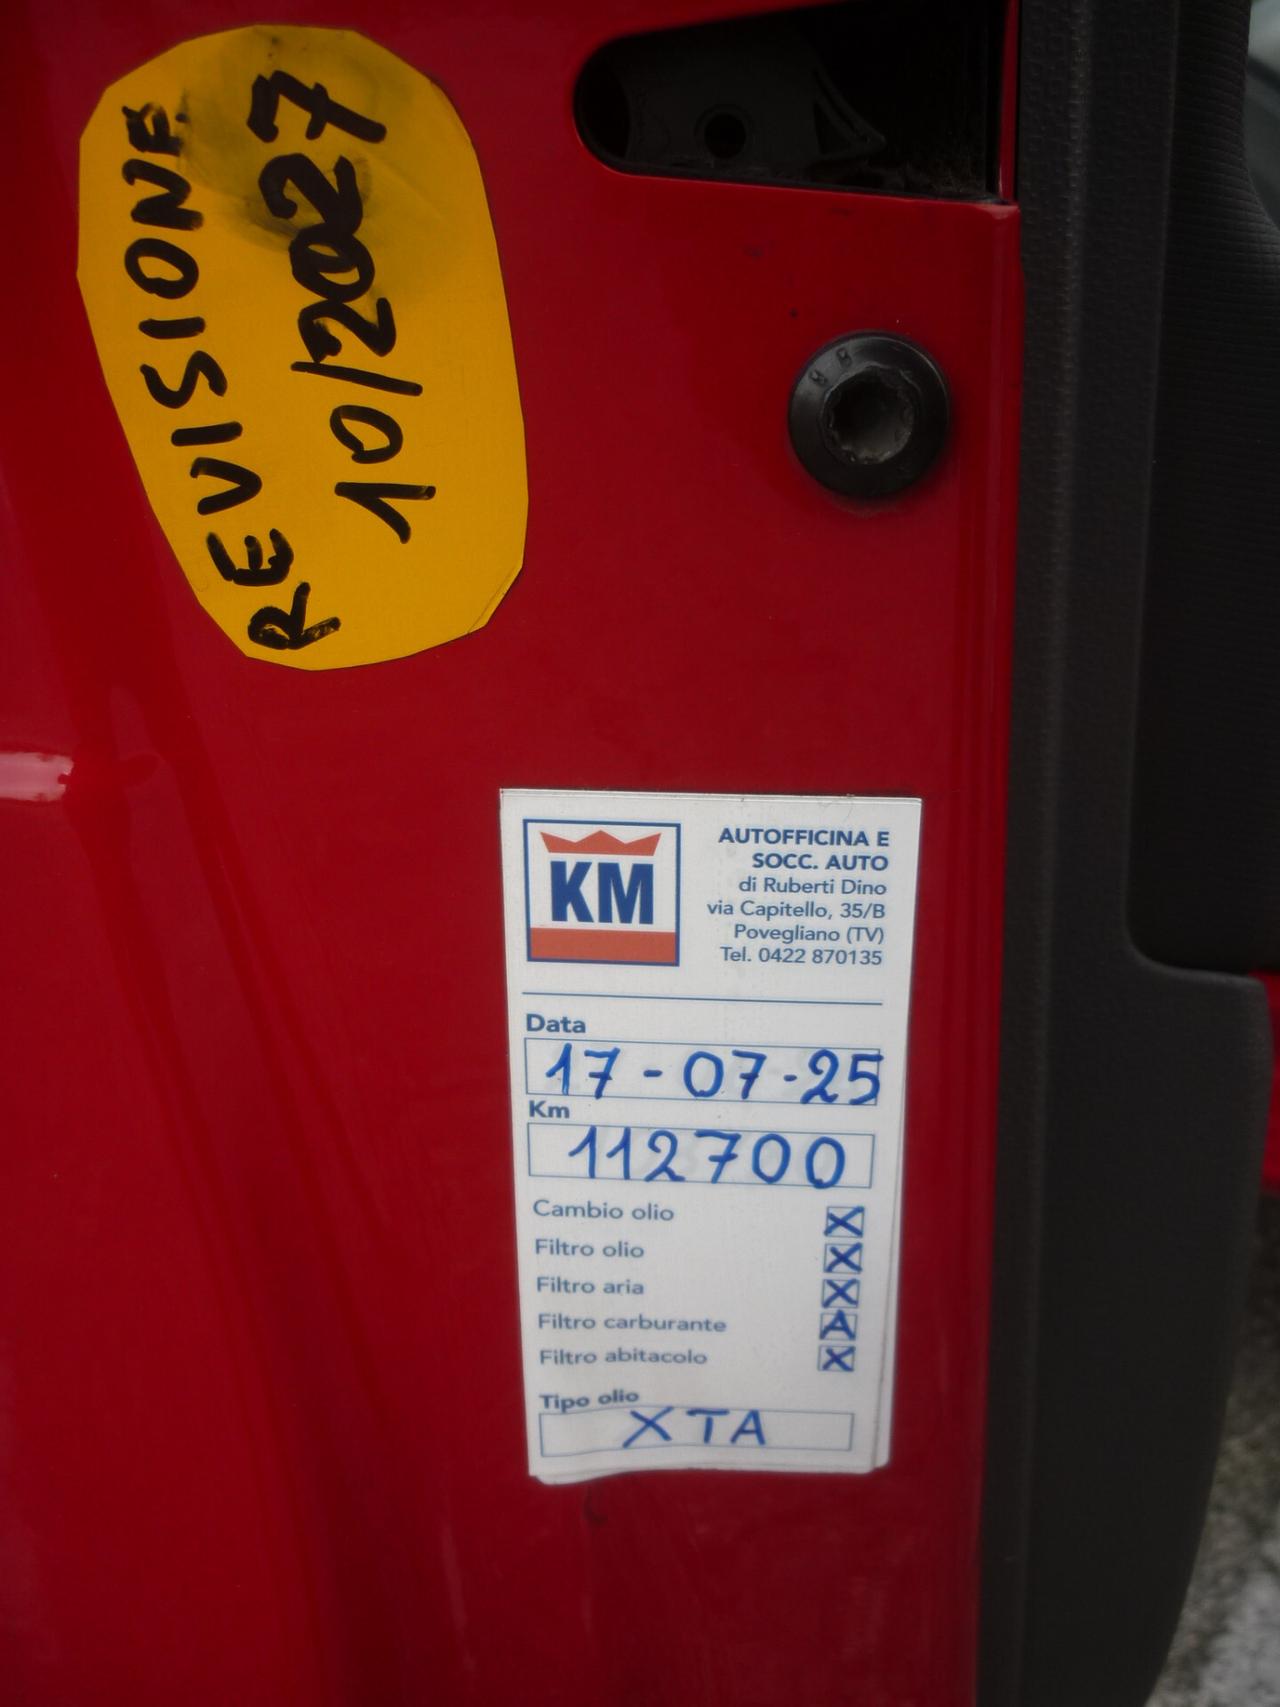 REVISIONE
10/2027
KM
AUTOFFICINA E
SOCC. AUTO
di Ruberti Dino
via Capitello, 35/B
Povegliano (TV)
Tel. 0422 870135
Data
17-07-25
Km
112700
Cambio olio X
Filtro olio X
Filtro aria X
Filtro carburante A
Filtro abitacolo X
Tipo olio
XTA